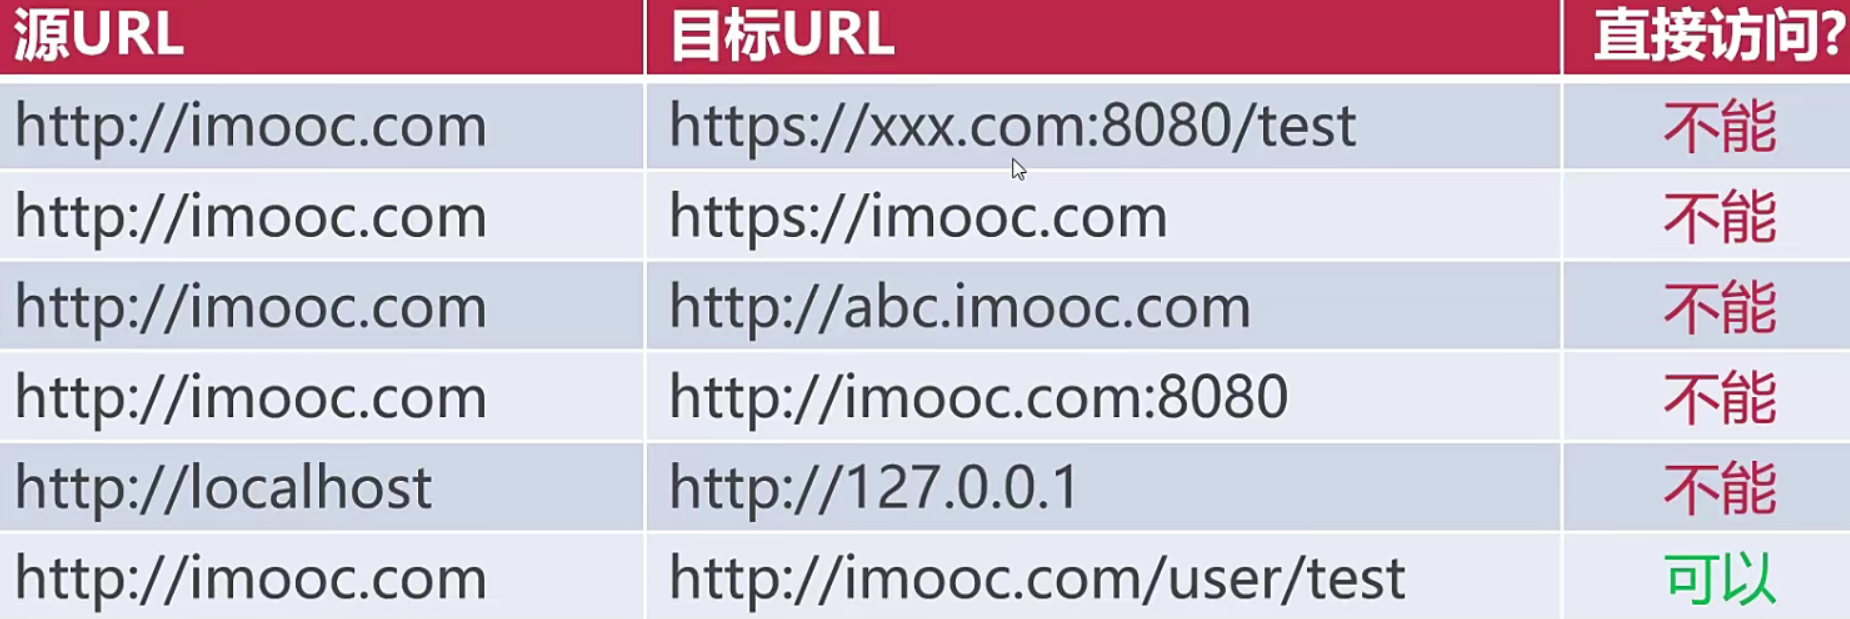 源URL 目标URL 直接访问?
http://imooc.com https://xxx.com:8080/test 不能
http://imooc.com https://imooc.com 不能
http://imooc.com http://abc.imooc.com 不能
http://imooc.com http://imooc.com:8080 不能
http://localhost http://127.0.0.1 不能
http://imooc.com http://imooc.com/user/test 可以